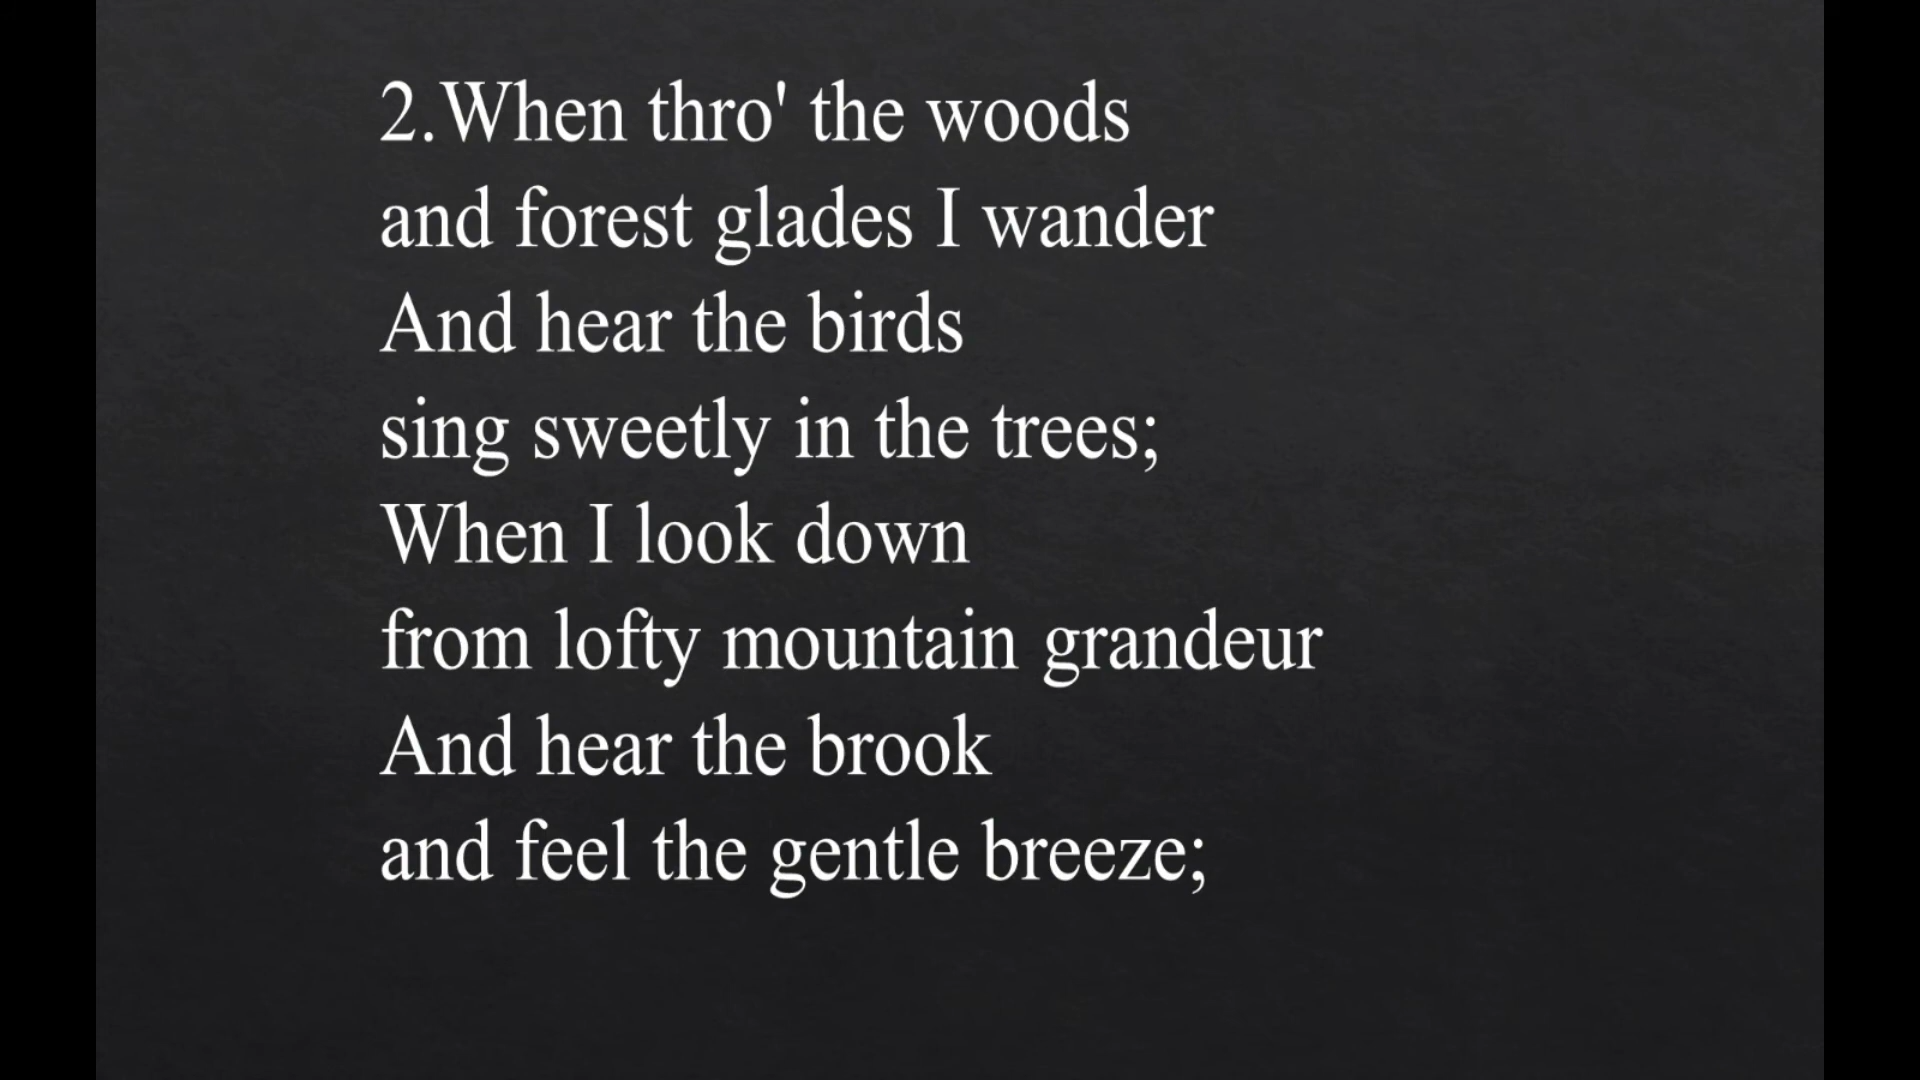 2.When thro' the woods
and forest glades I wander
And hear the birds
sing sweetly in the trees;
When I look down
from lofty mountain grandeur
And hear the brook
and feel the gentle breeze;